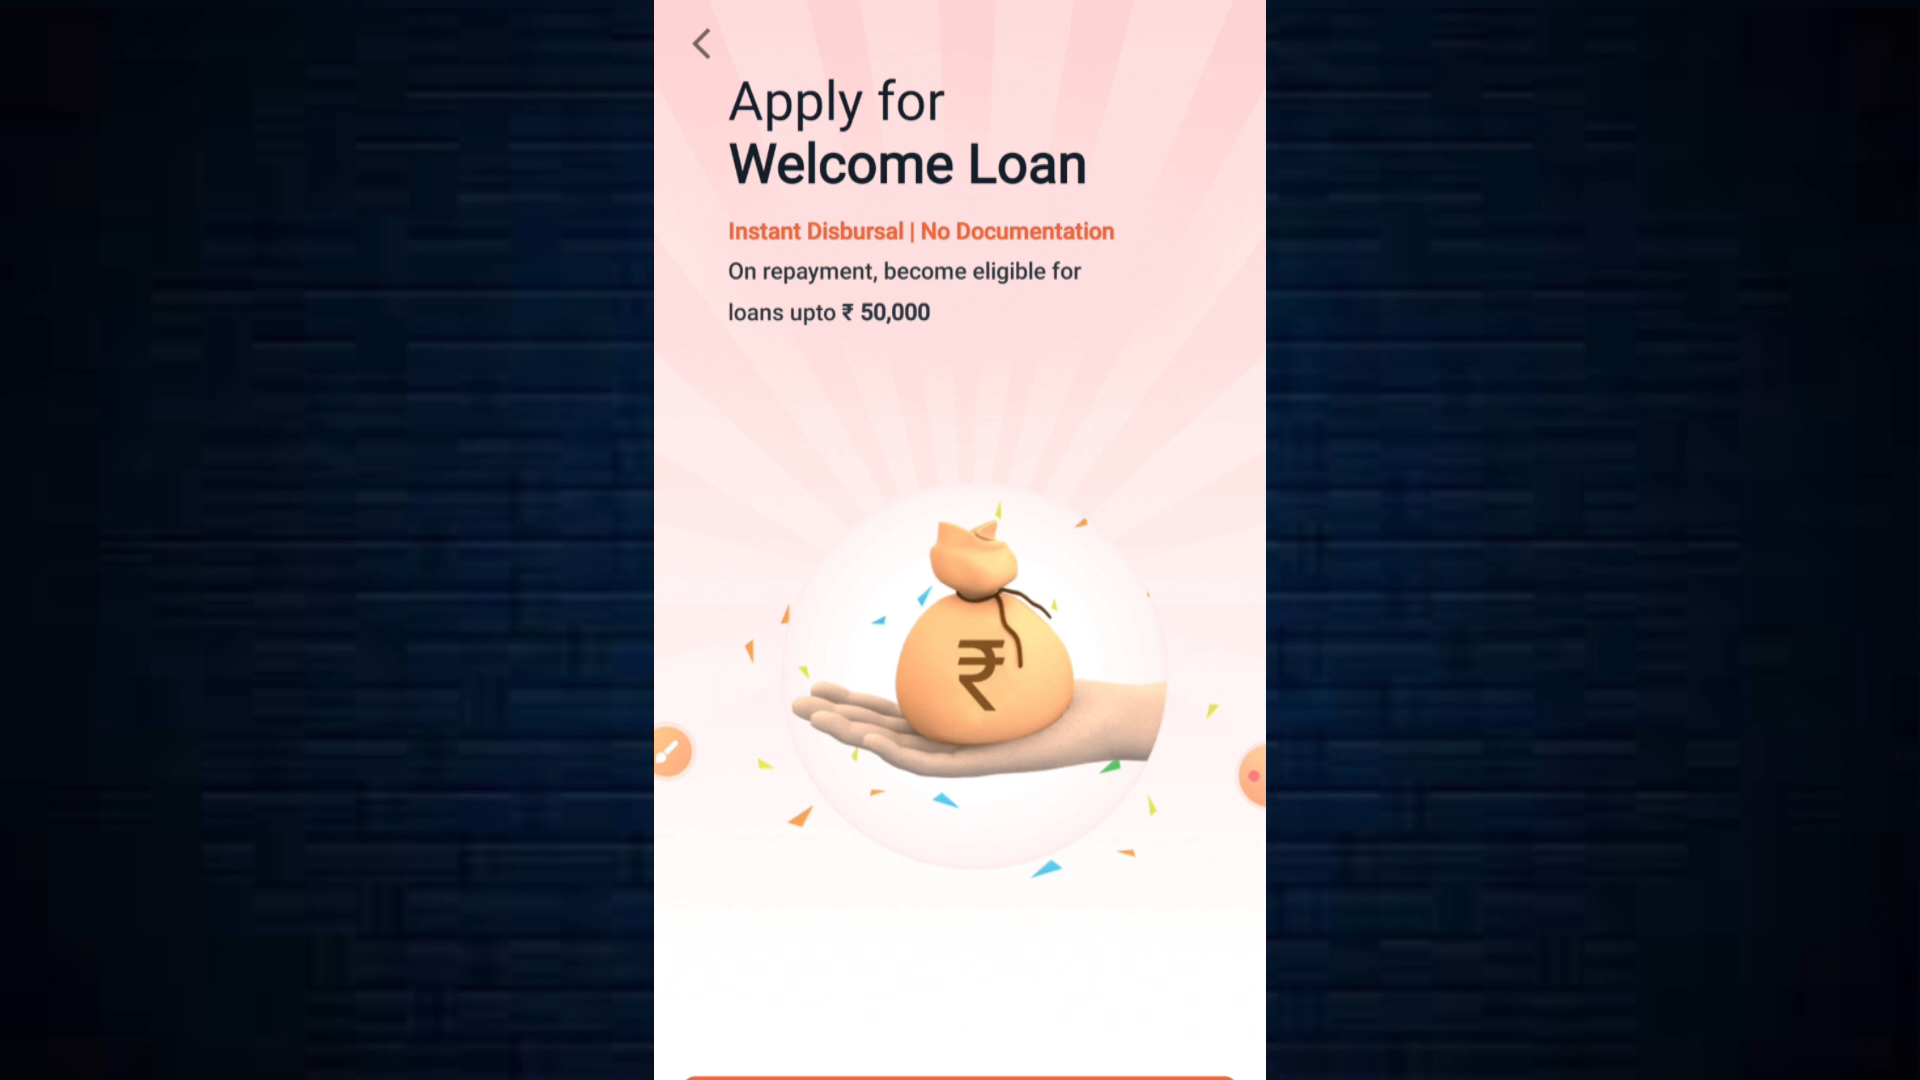 Apply for
Welcome Loan
Instant Disbursal | No Documentation
On repayment, become eligible for
loans upto ₹ 50,000
₹